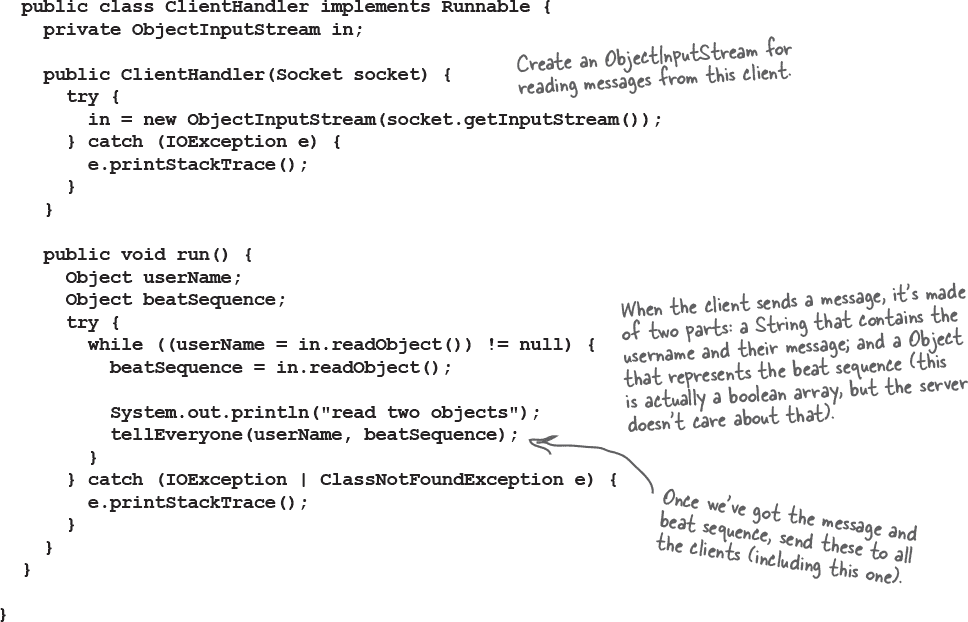 public class ClientHandler implements Runnable {
private ObjectInputStream in;
public ClientHandler(Socket socket) {
try {
in = new ObjectInputStream(socket.getInputStream());
} catch (IOException e) {
e.printStackTrace();
}
}
Create an ObjectInputStream for
reading messages from this client.
public void run() {
Object userName;
Object beatSequence;
try {
while ((userName = in.readObject()) != null) {
beatSequence = in.readObject();
System.out.println("read two objects");
tellEveryone(userName, beatSequence);
}
} catch (IOException | ClassNotFoundException e) {
e.printStackTrace();
}
}
}
}
When the client sends a message, it's made
of two parts: a String that contains the
username and their message; and a Object
that represents the beat sequence (this
is actually a boolean array, but the server
doesn't care about that).
Once we've got the message and
beat sequence, send these to all
the clients (including this one).